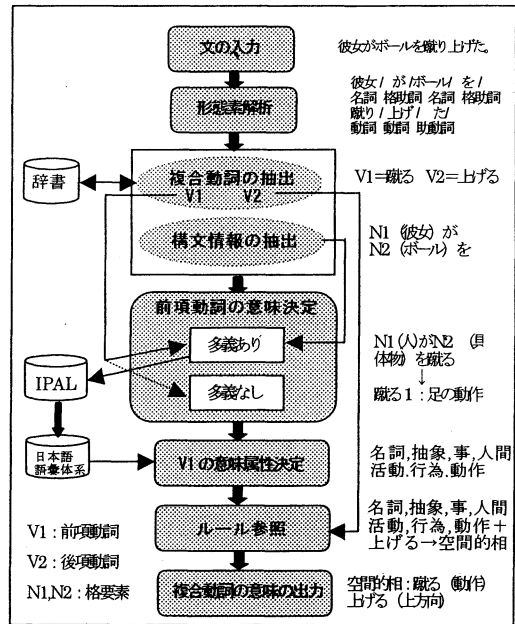 文の入力
彼女がボールを蹴り上げた。
形態素解析
彼女/ が/ボール/ を/
名詞 格助詞 名詞 格助詞
蹴り/上げ/ た/
動詞 動詞 助動詞
辞書
複合動詞の抽出
V1 V2
V1=蹴る V2=上げる
構文情報の抽出
N1(彼女)が
N2(ボール)を
前項動詞の意味決定
多義あり
N1(人)がN2 (具
体物)を蹴る
↓
蹴る1:足の動作
IPAL
多義なし
日本語
語彙体系
V1の意味属性決定
名詞,抽象,事,人間
活動.行為.動作
ルール参照
名詞,抽象,事,人間
活動,行為,動作+
上げる→空間的相
V1:前項動詞
V2:後項動詞
N1,N2:格要素
複合動詞の意味の出力
空間的相:蹴る(動作)
上げる(上方向)